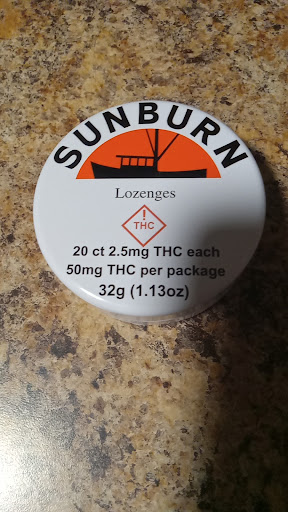 SUNBURN
Lozenges
!
THC
20 ct 2.5mg THC each
50mg THC per package
32g (1.13oz)